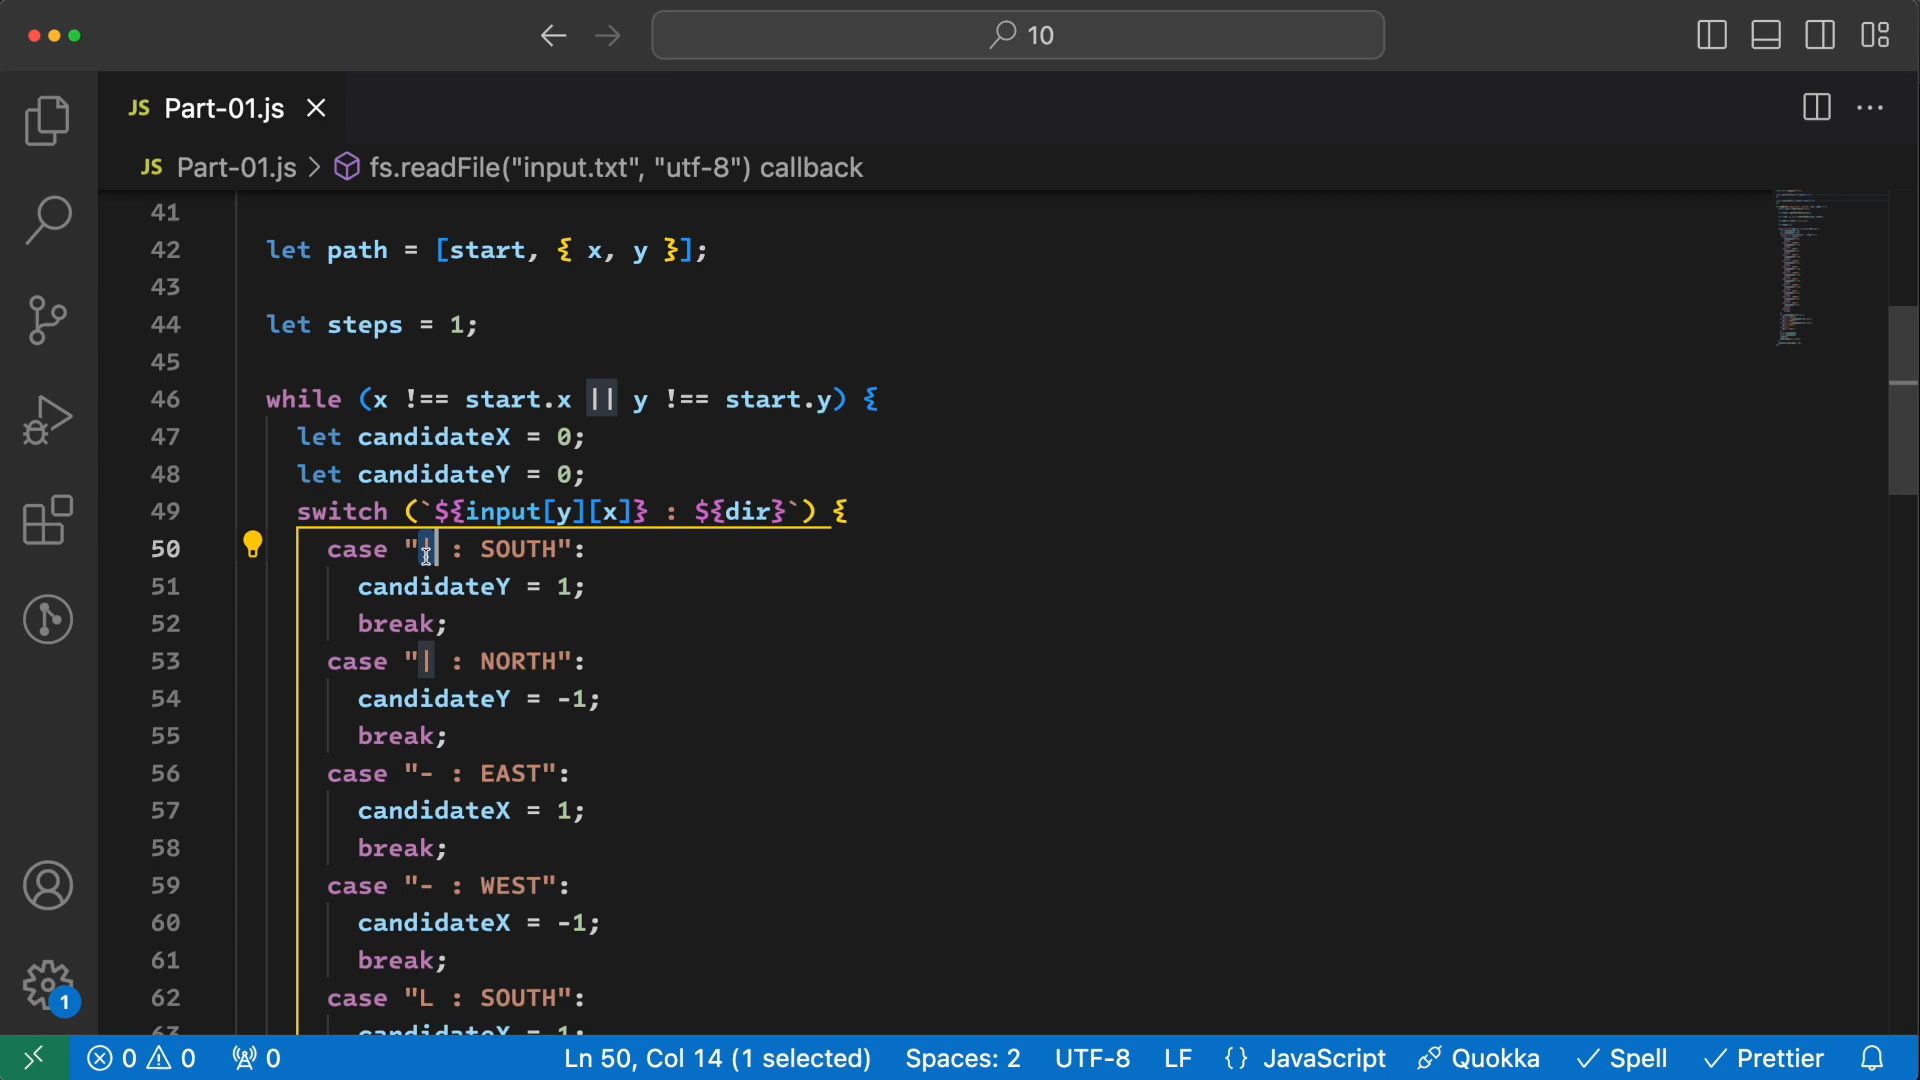 10
JS Part-01.js
JS Part-01.js > fs.readFile("input.txt", "utf-8") callback
41
42 let path = [start, { x, y }];
43
44 let steps = 1;
45
46 while (x !== start.x || y !== start.y) {
47 let candidateX = 0;
48 let candidateY = 0;
49 switch (`${input[y][x]} : ${dir}`) {
50 case "| : SOUTH":
51 candidateY = 1;
52 break;
53 case "| : NORTH":
54 candidateY = -1;
55 break;
56 case "- : EAST":
57 candidateX = 1;
58 break;
59 case "- : WEST":
60 candidateX = -1;
61 break;
62 case "L : SOUTH":
63 candidateX = 1;
1
0 0 0 Ln 50, Col 14 (1 selected) Spaces: 2 UTF-8 LF {} JavaScript Quokka ✓ Spell ✓ Prettier